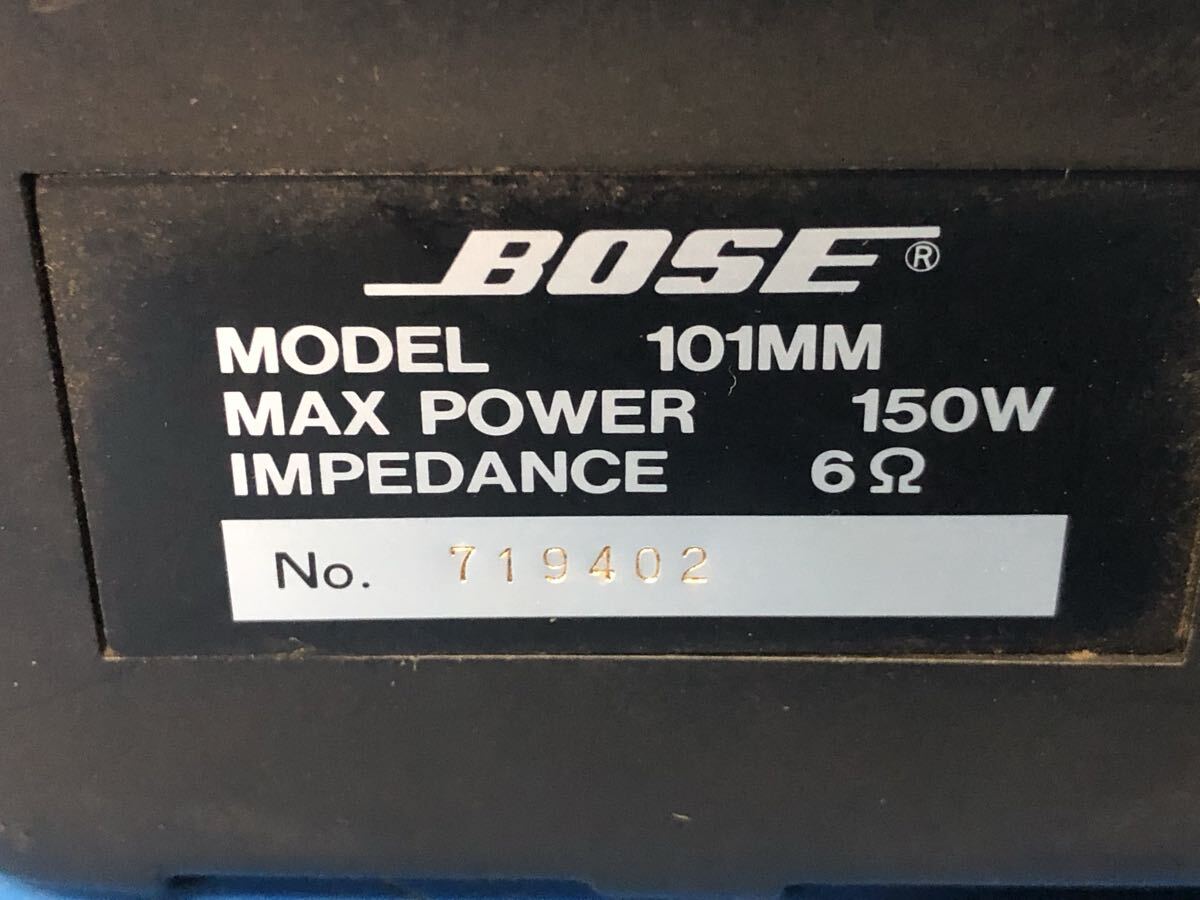 BOSE®
MODEL 101MM
MAX POWER 150W
IMPEDANCE 6Ω
No. 719402